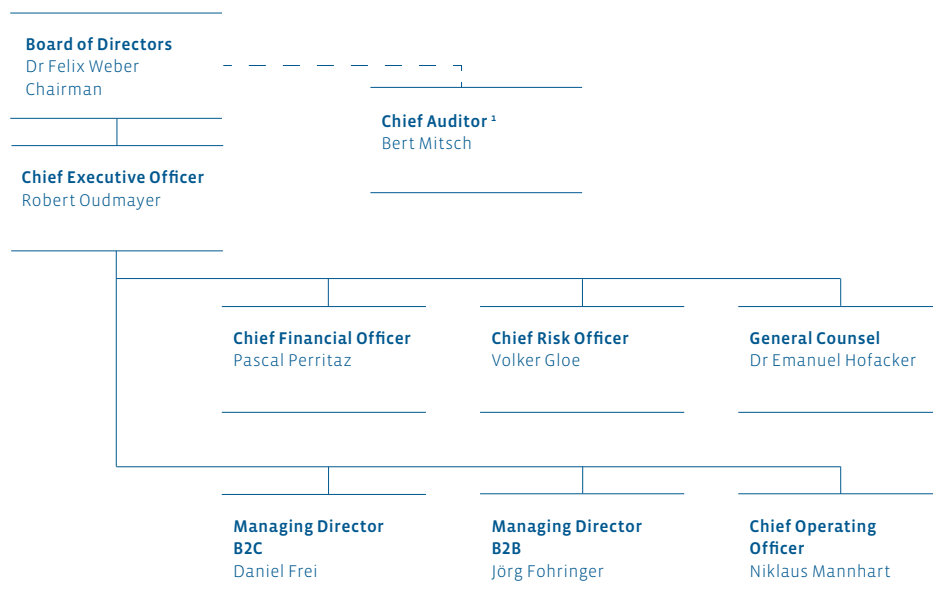 Board of Directors
Dr Felix Weber
Chairman
Chief Auditor ¹
Bert Mitsch
Chief Executive Officer
Robert Oudmayer
Chief Financial Officer
Pascal Perritaz
Chief Risk Officer
Volker Gloe
General Counsel
Dr Emanuel Hofacker
Managing Director
B2C
Daniel Frei
Managing Director
B2B
Jörg Fohringer
Chief Operating
Officer
Niklaus Mannhart